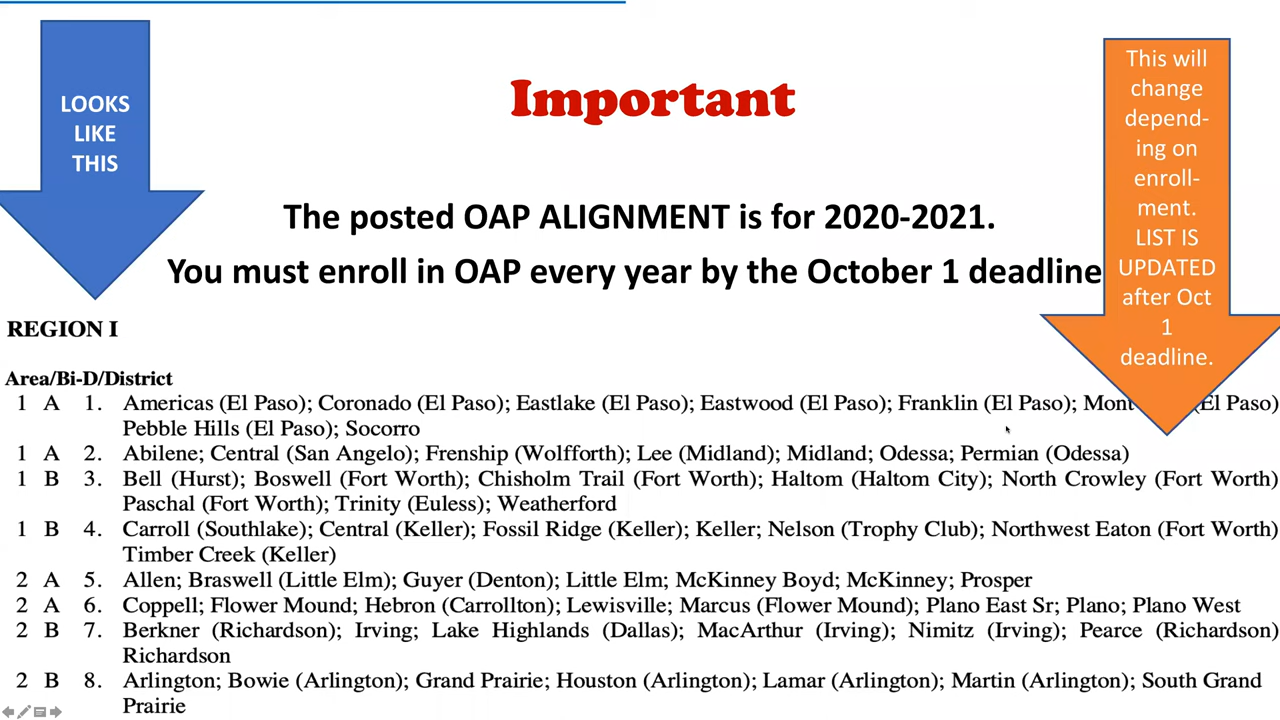 LOOKS
LIKE
THIS
Important
This will
change
depend-
ing on
enroll-
ment.
LIST IS
UPDATED
after Oct
1
deadline.
The posted OAP ALIGNMENT is for 2020-2021.
You must enroll in OAP every year by the October 1 deadline
REGION I
Area/Bi-D/District
1 A 1. Americas (El Paso); Coronado (El Paso); Eastlake (El Paso); Eastwood (El Paso); Franklin (El Paso); (El Paso)
Pebble Hills (El Paso); Socorro
1 A 2. Abilene; Central (San Angelo); Frenship (Wolfforth); Lee (Midland); Midland; Odessa; Permian (Odessa)
1 B 3. Bell (Hurst); Boswell (Fort Worth); Chisholm Trail (Fort Worth); Haltom (Haltom City); North Crowley (Fort Worth)
Paschal (Fort Worth); Trinity (Euless); Weatherford
1 B 4. Carroll (Southlake); Central (Keller); Fossil Ridge (Keller); Keller; Nelson (Trophy Club); Northwest Eaton (Fort Worth)
Timber Creek (Keller)
2 A 5. Allen; Braswell (Little Elm); Guyer (Denton); Little Elm; McKinney Boyd; McKinney; Prosper
2 A 6. Coppell; Flower Mound; Hebron (Carrollton); Lewisville; Marcus (Flower Mound); Plano East Sr; Plano; Plano West
2 B 7. Berkner (Richardson); Irving; Lake Highlands (Dallas); MacArthur (Irving); Nimitz (Irving); Pearce (Richardson)
Richardson
2 B 8. Arlington; Bowie (Arlington); Grand Prairie; Houston (Arlington); Lamar (Arlington); Martin (Arlington); South Grand
Prairie